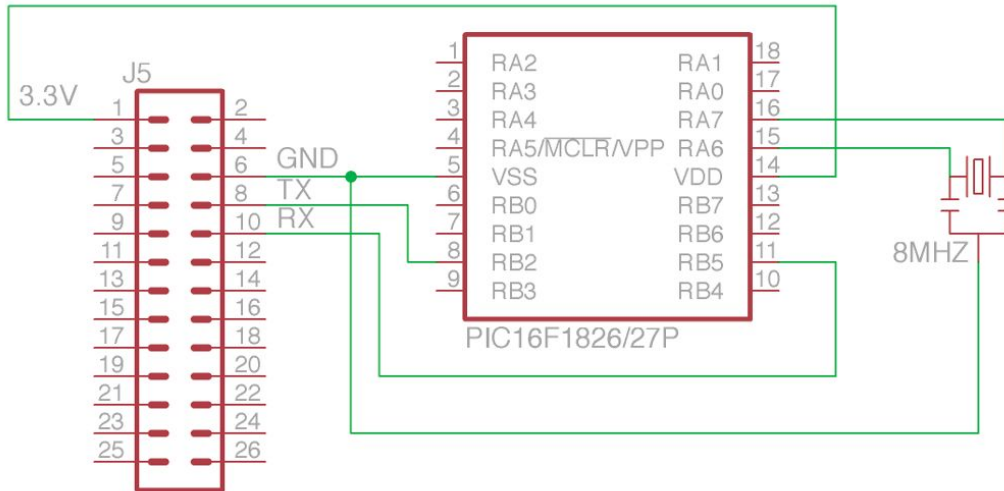 J5
3.3V
1 2
3 4
5 6 GND
7 8 TX
9 10 RX
11 12
13 14
15 16
17 18
19 20
21 22
23 24
25 26
1 RA2 RA1 18
2 RA3 RA0 17
3 RA4 RA7 16
4 RA5/MCLR/VPP RA6 15
5 VSS VDD 14
6 RB0 RB7 13
7 RB1 RB6 12
8 RB2 RB5 11
9 RB3 RB4 10
PIC16F1826/27P
8MHZ